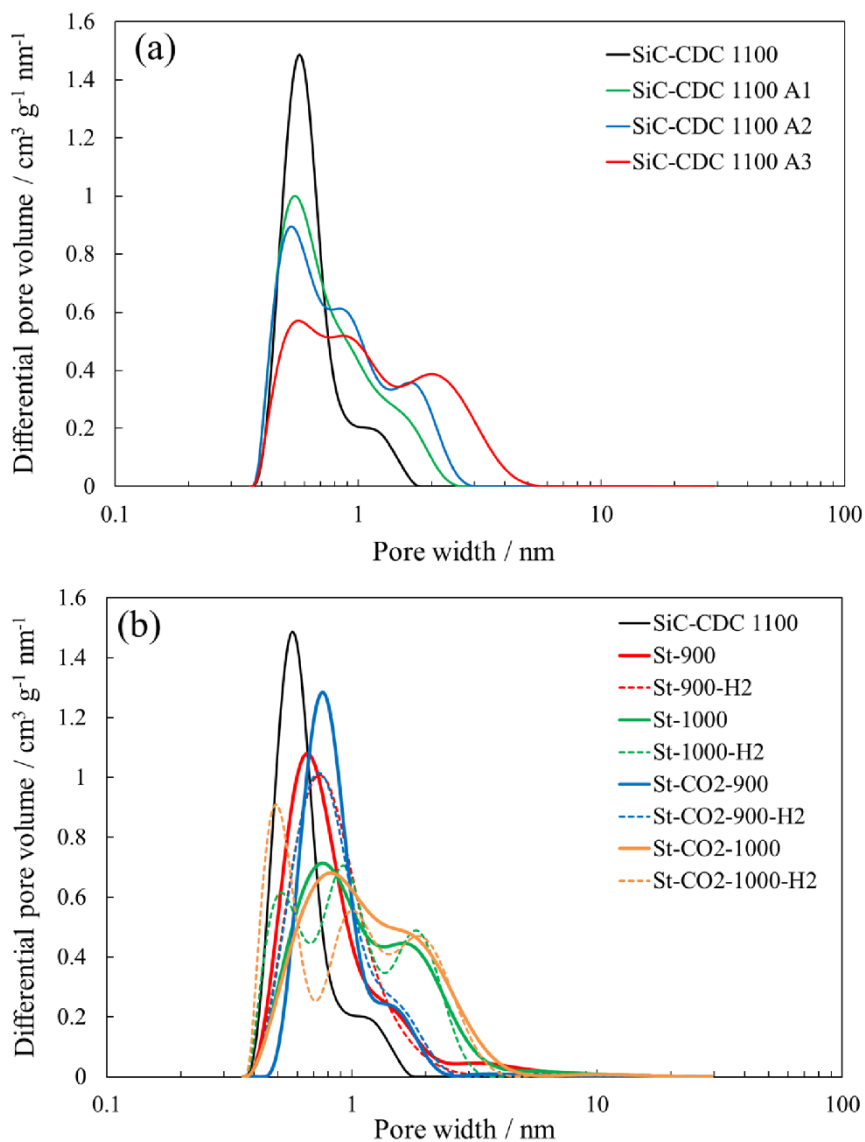 (a)
SiC-CDC 1100
SiC-CDC 1100 A1
SiC-CDC 1100 A2
SiC-CDC 1100 A3
Differential pore volume / cm³ g⁻¹ nm⁻¹
1.6
1.4
1.2
1
0.8
0.6
0.4
0.2
0
0.1
1
10
100
Pore width / nm
(b)
SiC-CDC 1100
St-900
St-900-H2
St-1000
St-1000-H2
St-CO2-900
St-CO2-900-H2
St-CO2-1000
St-CO2-1000-H2
Differential pore volume / cm³ g⁻¹ nm⁻¹
1.6
1.4
1.2
1
0.8
0.6
0.4
0.2
0
0.1
1
10
100
Pore width / nm